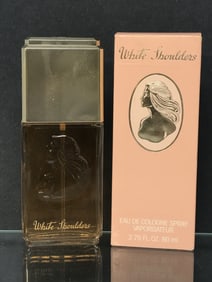 White Shoulders
EAU DE COLOGNE SPRAY
VAPORISATEUR
2.75 FL.OZ. 80 ml
White Shoulders